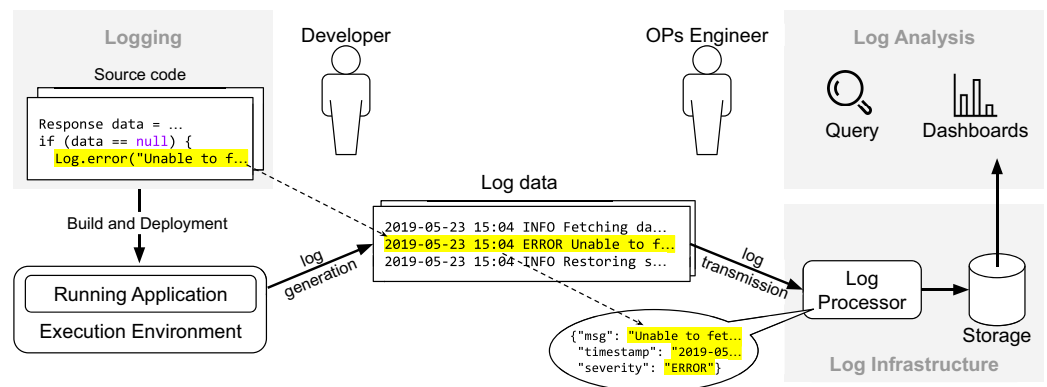 Logging
Source code
Response data = …
if (data == null) {
Log.error("Unable to f…
Build and Deployment
Running Application
Execution Environment
Developer
OPs Engineer
log
generation
Log data
2019-05-23 15:04 INFO Fetching da…
2019-05-23 15:04 ERROR Unable to f…
2019-05-23 15:04 INFO Restoring s…
log
transmission
{"msg": "Unable to fet…
"timestamp": "2019-05…
"severity": "ERROR"}
Log Analysis
Query
Dashboards
Log
Processor
Storage
Log Infrastructure